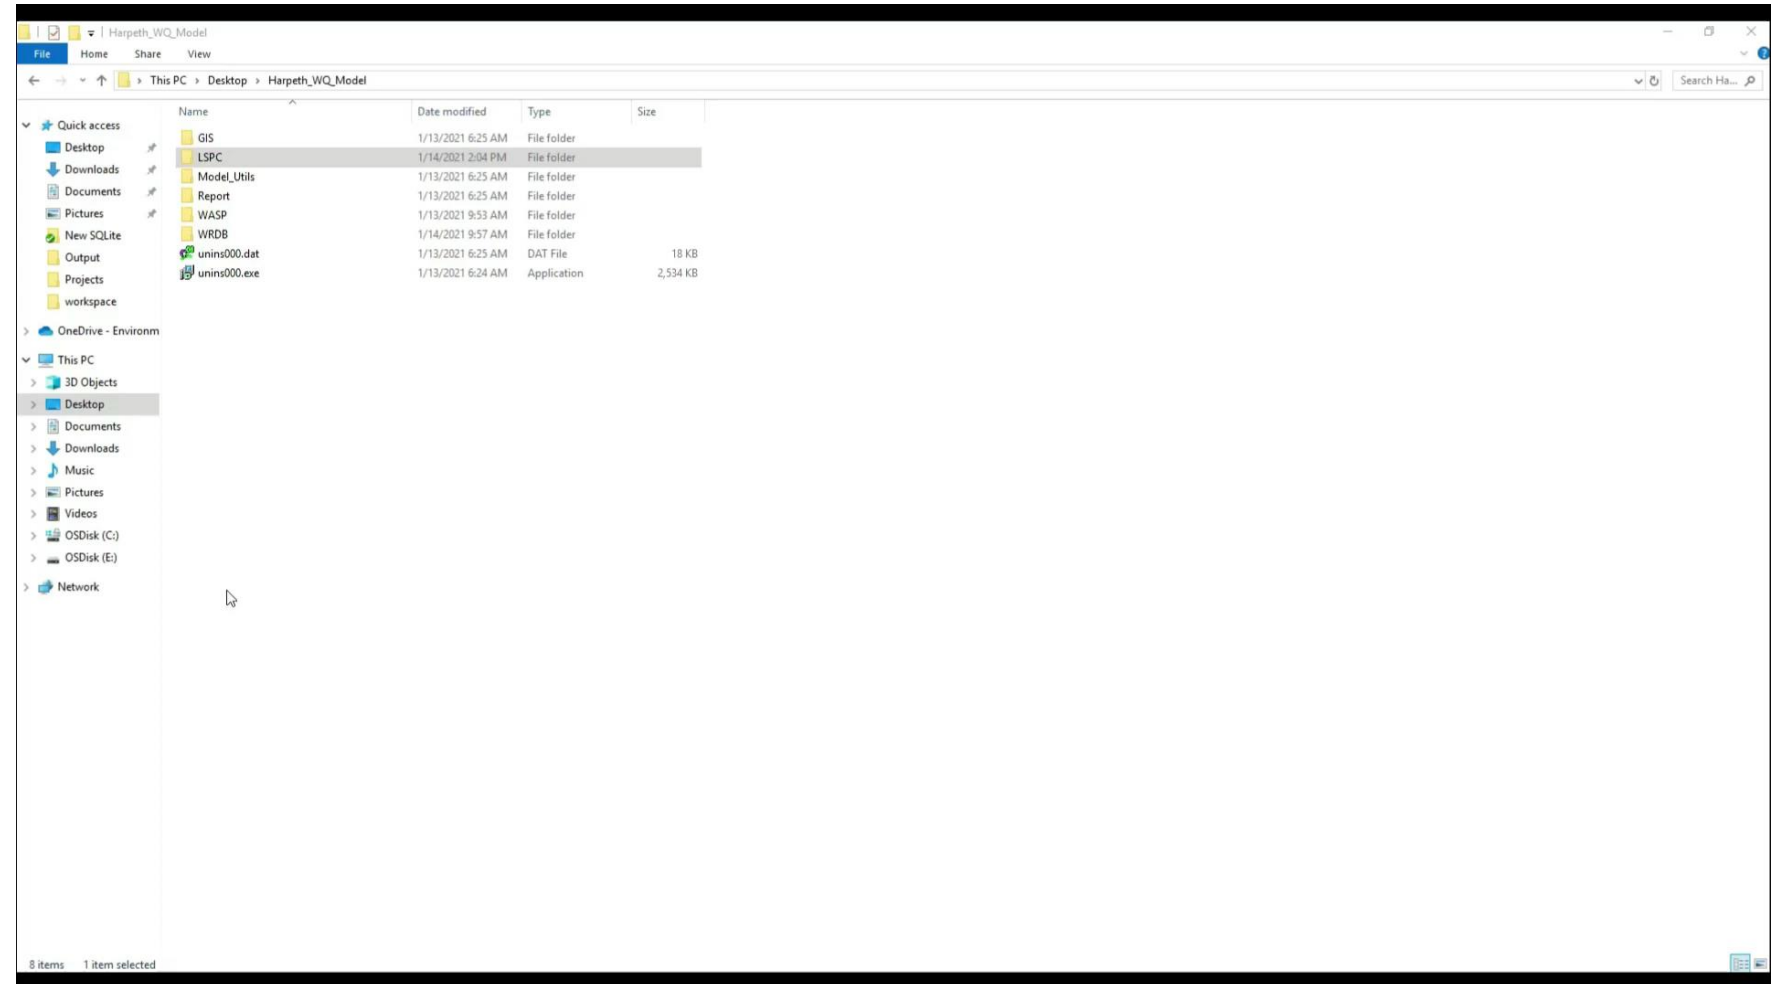 Harpeth_WQ_Model
File Home Share View
This PC › Desktop › Harpeth_WQ_Model
Search Ha...
Name Date modified Type Size
Quick access
Desktop
Downloads
Documents
Pictures
New SQLite
Output
Projects
workspace
OneDrive - Environm
This PC
3D Objects
Desktop
Documents
Downloads
Music
Pictures
Videos
OSDisk (C:)
OSDisk (E:)
Network
GIS 1/13/2021 6:25 AM File folder
LSPC 1/14/2021 2:04 PM File folder
Model_Utils 1/13/2021 6:25 AM File folder
Report 1/13/2021 6:25 AM File folder
WASP 1/13/2021 9:53 AM File folder
WRDB 1/14/2021 9:57 AM File folder
unins000.dat 1/13/2021 6:25 AM DAT File 18 KB
unins000.exe 1/13/2021 6:24 AM Application 2,534 KB
8 items 1 item selected